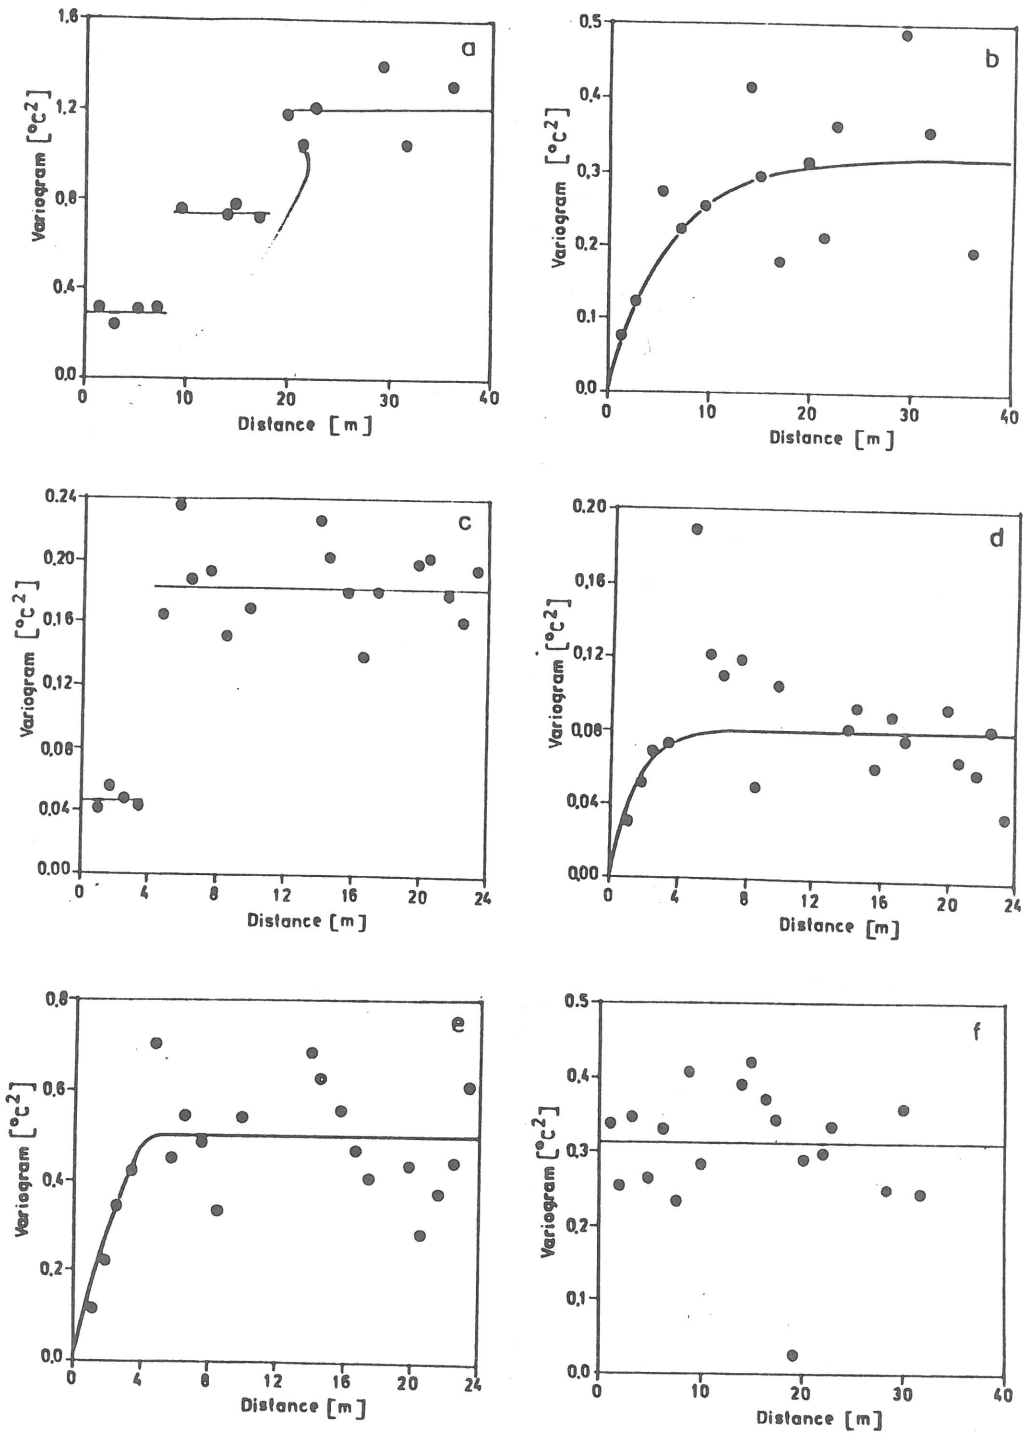 a
1.6
1.2
0.8
0.4
0.0
Variogram [°C²]
0 10 20 30 40
Distance [m]
b
0.5
0.4
0.3
0.2
0.1
0.0
Variogram [°C²]
0 10 20 30 40
Distance [m]
c
0.24
0.20
0.16
0.12
0.08
0.04
0.00
Variogram [°C²]
0 4 8 12 16 20 24
Distance [m]
d
0.20
0.16
0.12
0.08
0.04
0.00
Variogram [°C²]
0 4 8 12 16 20 24
Distance [m]
e
0.8
0.6
0.4
0.2
0.0
Variogram [°C²]
0 4 8 12 16 20 24
Distance [m]
f
0.5
0.4
0.3
0.2
0.1
0.0
Variogram [°C²]
0 10 20 30 40
Distance [m]